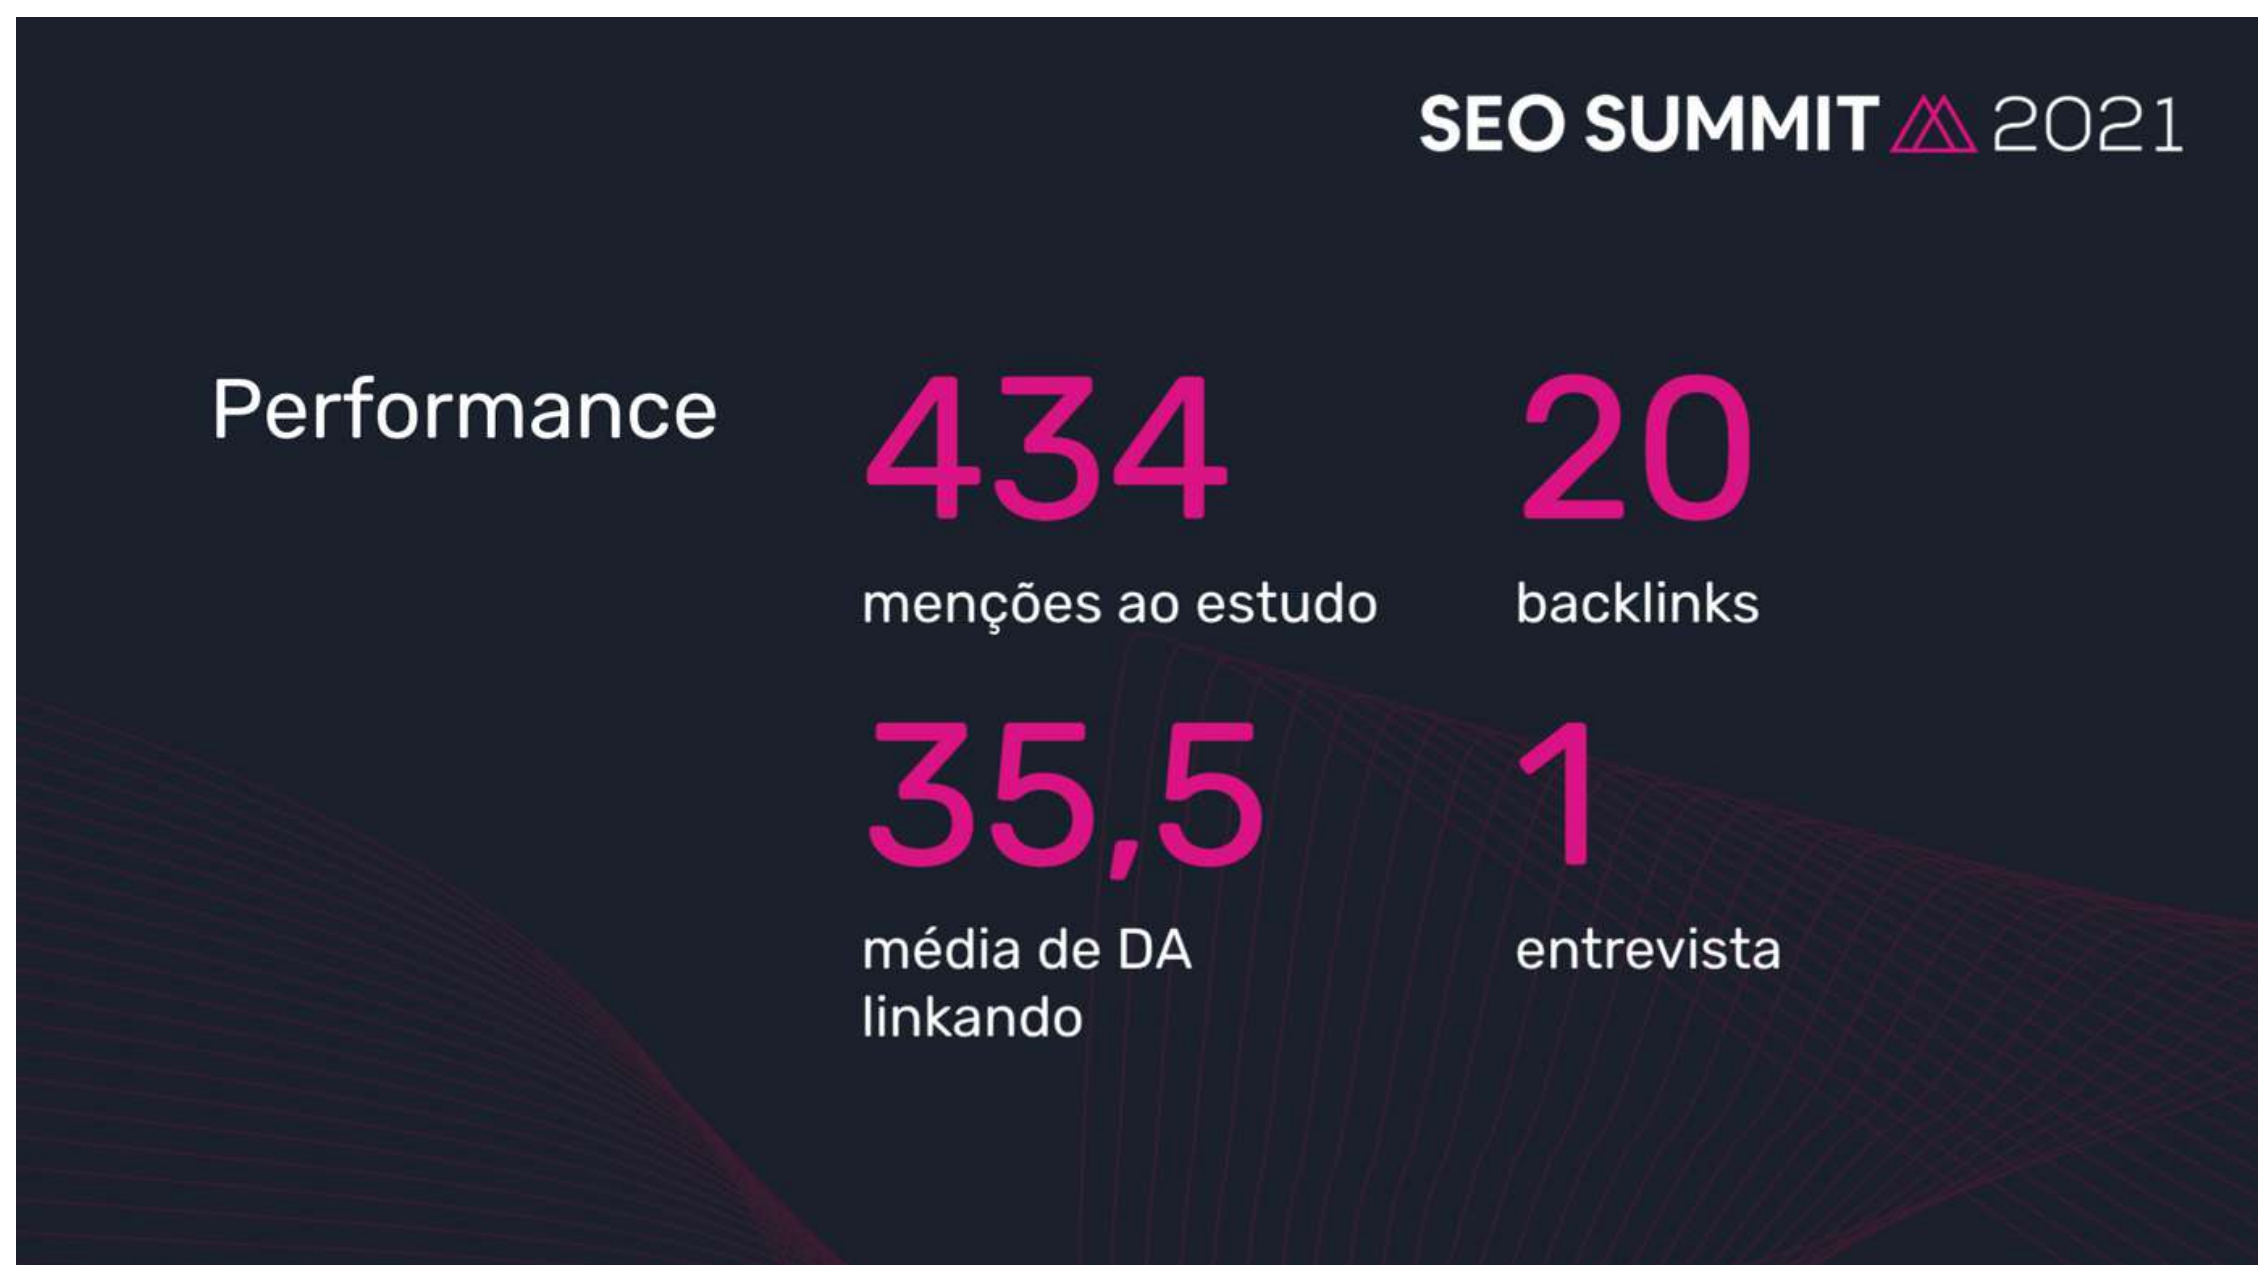 SEO SUMMIT 2021
Performance
434
menções ao estudo
20
backlinks
35,5
média de DA
linkando
1
entrevista